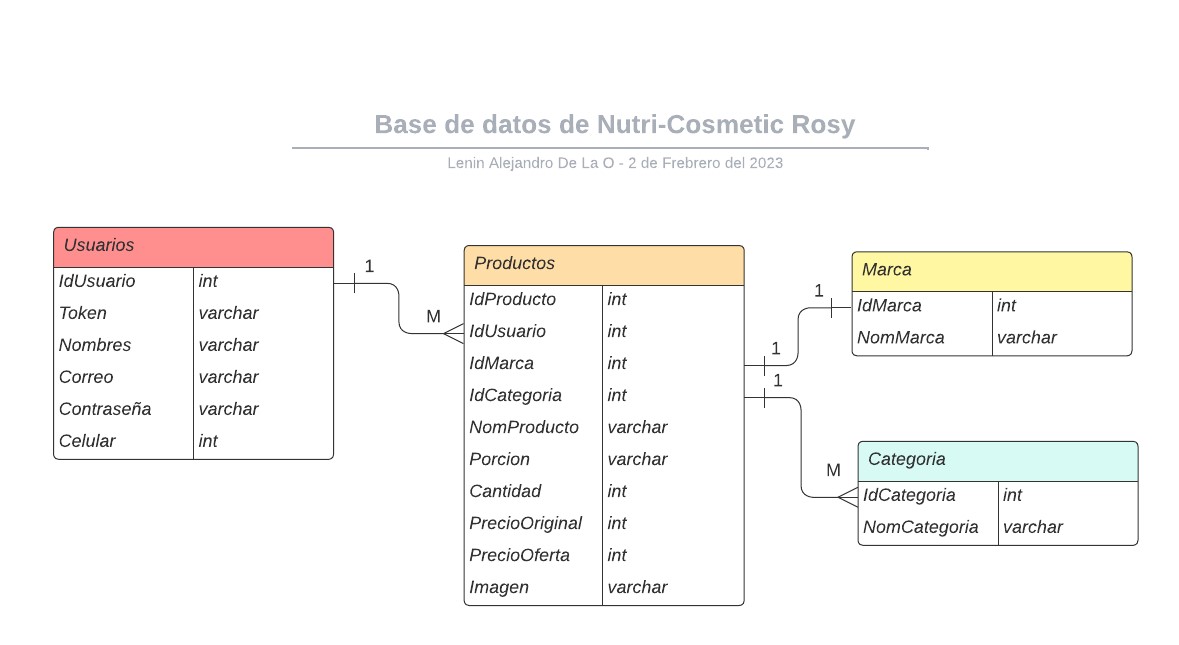 Base de datos de Nutri-Cosmetic Rosy
Lenin Alejandro De La O - 2 de Frebrero del 2023
Usuarios
IdUsuario int
Token varchar
Nombres varchar
Correo varchar
Contraseña varchar
Celular int
1
M
Productos
IdProducto int
IdUsuario int
IdMarca int
IdCategoria int
NomProducto varchar
Porcion varchar
Cantidad int
PrecioOriginal int
PrecioOferta int
Imagen varchar
1
1
1
M
Marca
IdMarca int
NomMarca varchar
Categoria
IdCategoria int
NomCategoria varchar